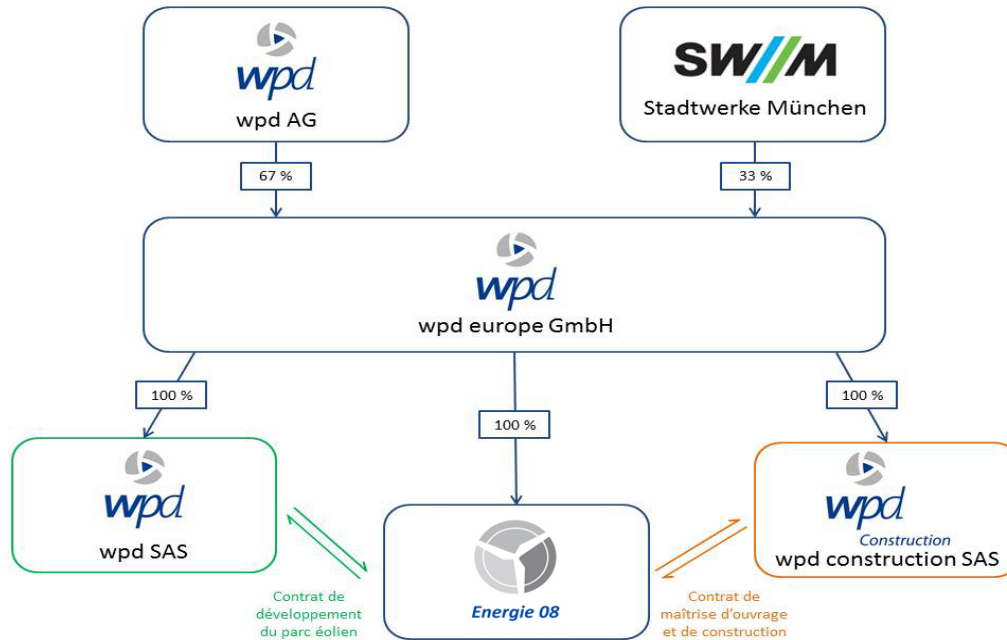 wpd
wpd AG
SW//M
Stadtwerke München
67 %
33 %
wpd
wpd europe GmbH
100 %
100 %
100 %
wpd
wpd SAS
Energie 08
wpd
Construction
wpd construction SAS
Contrat de
développement
du parc éolien
Contrat de
maîtrise d'ouvrage
et de construction